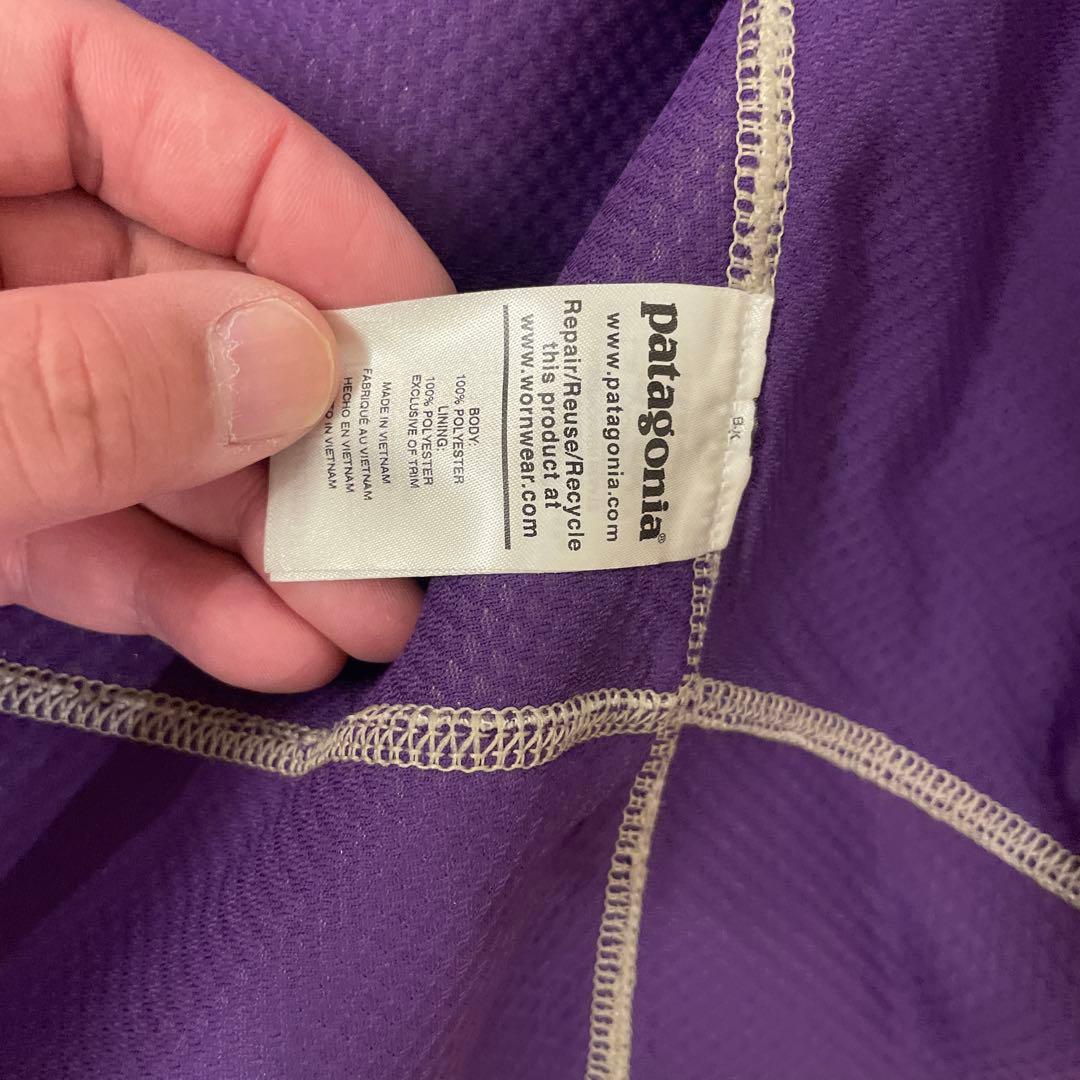 patagonia®
www.patagonia.com
Repair/Reuse/Recycle
this product at
www.wornwear.com
BODY:
100% POLYESTER
LINING:
100% POLYESTER
EXCLUSIVE OF TRIM
MADE IN VIETNAM
FABRIQUÉ AU VIETNAM
HECHO EN VIETNAM
IN VIETNAM